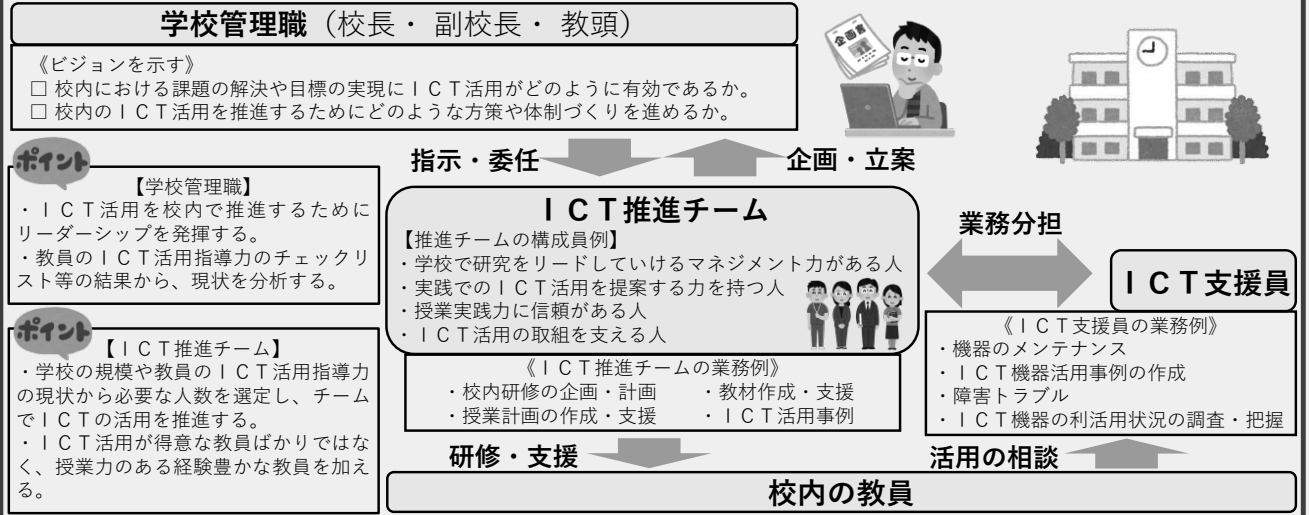 学校管理職（校長・ 副校長・ 教頭）
《ビジョンを示す》
□ 校内における課題の解決や目標の実現にＩＣＴ活用がどのように有効であるか。
□ 校内のＩＣＴ活用を推進するためにどのような方策や体制づくりを進めるか。
企画書
指示・委任
企画・立案
ポイント
【学校管理職】
・ＩＣＴ活用を校内で推進するために
リーダーシップを発揮する。
・教員のＩＣＴ活用指導力のチェックリ
スト等の結果から、現状を分析する。
ポイント
【ＩＣＴ推進チーム】
・学校の規模や教員のＩＣＴ活用指導力
の現状から必要な人数を選定し、チーム
でＩＣＴの活用を推進する。
・ＩＣＴ活用が得意な教員ばかりではな
く、授業力のある経験豊かな教員を加え
る。
ＩＣＴ推進チーム
【推進チームの構成員例】
・学校で研究をリードしていけるマネジメント力がある人
・実践でのＩＣＴ活用を提案する力を持つ人
・授業実践力に信頼がある人
・ＩＣＴ活用の取組を支える人
《ＩＣＴ推進チームの業務例》
・校内研修の企画・計画 ・教材作成・支援
・授業計画の作成・支援 ・ＩＣＴ活用事例
業務分担
ＩＣＴ支援員
《ＩＣＴ支援員の業務例》
・機器のメンテナンス
・ＩＣＴ機器活用事例の作成
・障害トラブル
・ＩＣＴ機器の利活用状況の調査・把握
研修・支援
活用の相談
校内の教員